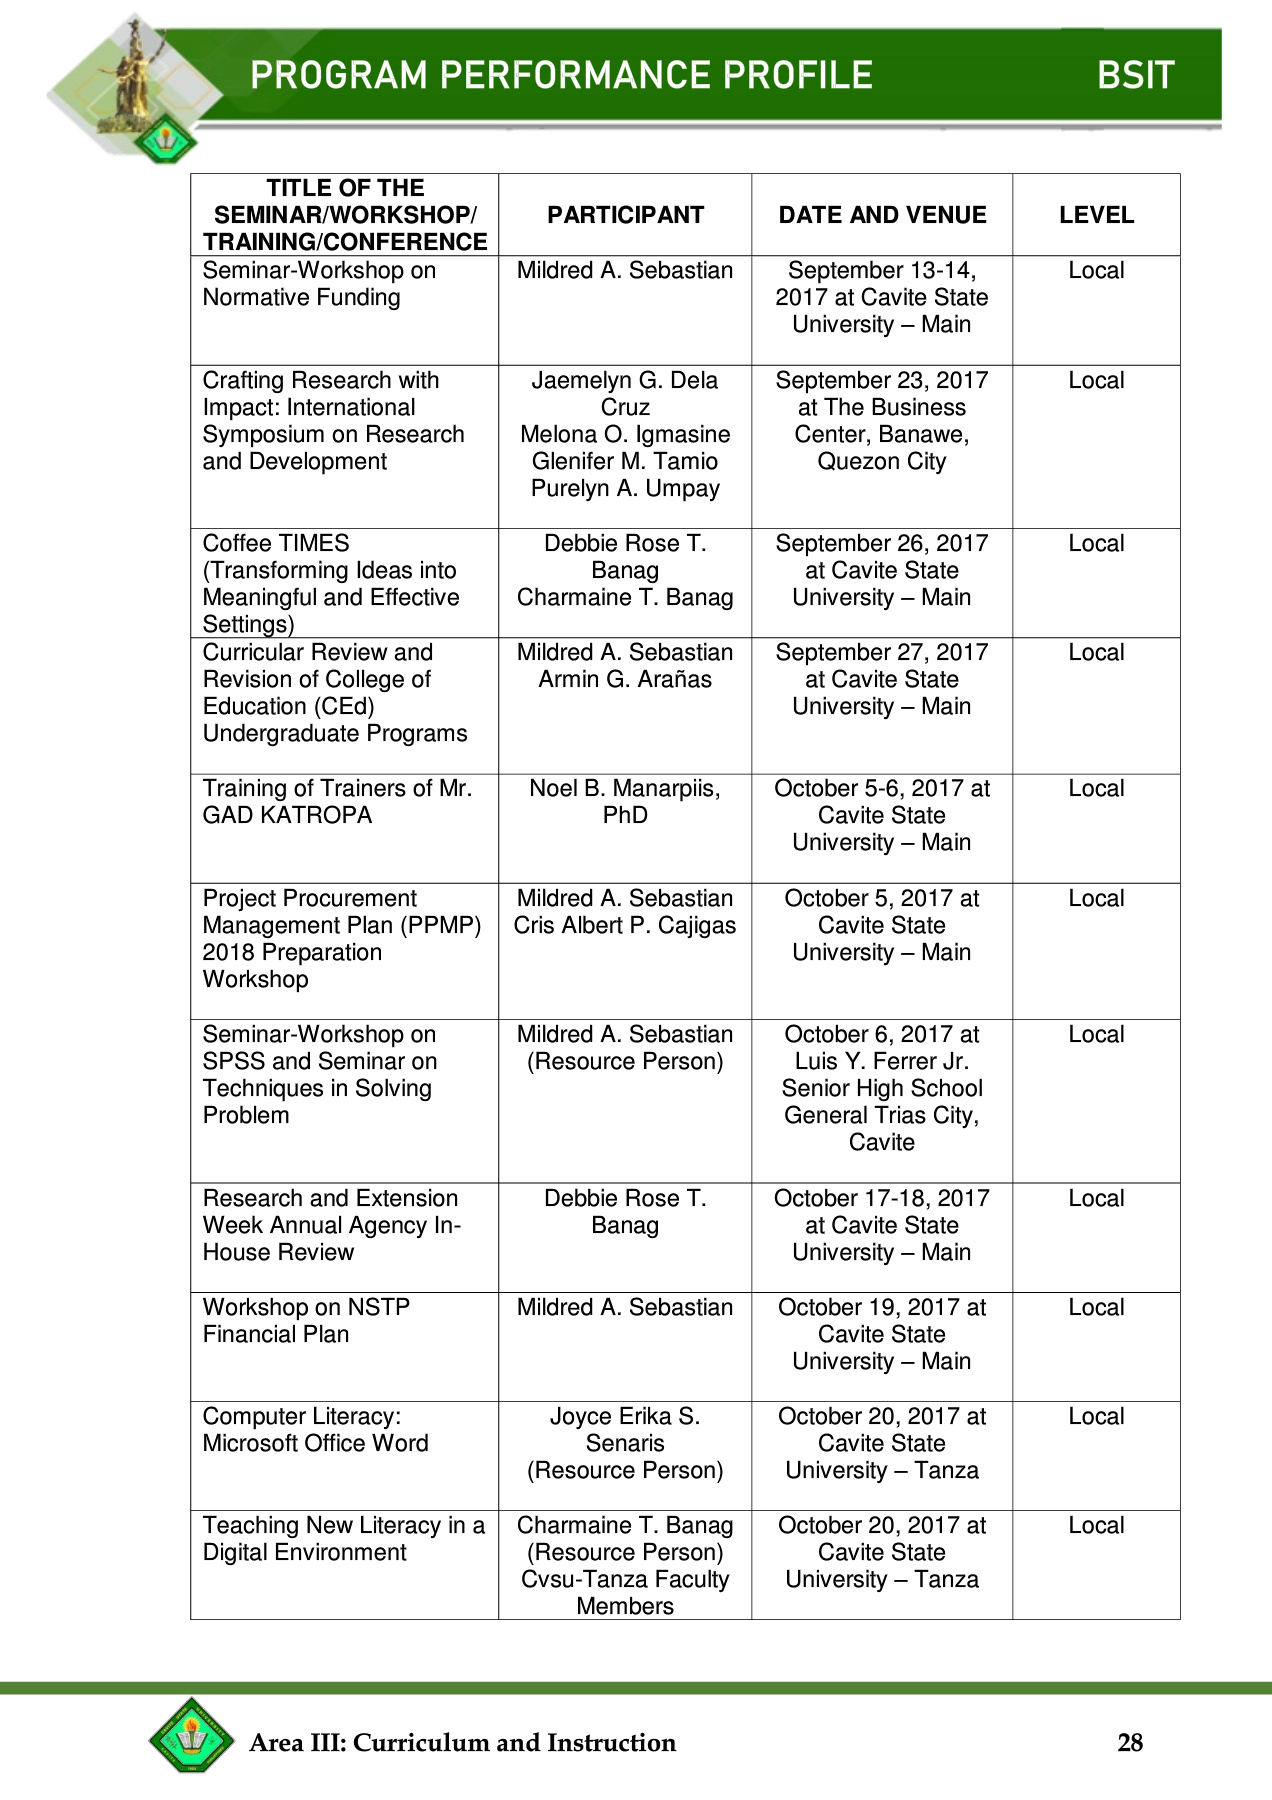 PROGRAM PERFORMANCE PROFILE BSIT
TITLE OF THE
SEMINAR/WORKSHOP/
TRAINING/CONFERENCE
PARTICIPANT
DATE AND VENUE
LEVEL
Seminar-Workshop on
Normative Funding
Mildred A. Sebastian
September 13-14,
2017 at Cavite State
University – Main
Local
Crafting Research with
Impact: International
Symposium on Research
and Development
Jaemelyn G. Dela
Cruz
Melona O. Igmasine
Glenifer M. Tamio
Purelyn A. Umpay
September 23, 2017
at The Business
Center, Banawe,
Quezon City
Local
Coffee TIMES
(Transforming Ideas into
Meaningful and Effective
Settings)
Debbie Rose T.
Banag
Charmaine T. Banag
September 26, 2017
at Cavite State
University – Main
Local
Curricular Review and
Revision of College of
Education (CEd)
Undergraduate Programs
Mildred A. Sebastian
Armin G. Arañas
September 27, 2017
at Cavite State
University – Main
Local
Training of Trainers of Mr.
GAD KATROPA
Noel B. Manarpiis,
PhD
October 5-6, 2017 at
Cavite State
University – Main
Local
Project Procurement
Management Plan (PPMP)
2018 Preparation
Workshop
Mildred A. Sebastian
Cris Albert P. Cajigas
October 5, 2017 at
Cavite State
University – Main
Local
Seminar-Workshop on
SPSS and Seminar on
Techniques in Solving
Problem
Mildred A. Sebastian
(Resource Person)
October 6, 2017 at
Luis Y. Ferrer Jr.
Senior High School
General Trias City,
Cavite
Local
Research and Extension
Week Annual Agency In-
House Review
Debbie Rose T.
Banag
October 17-18, 2017
at Cavite State
University – Main
Local
Workshop on NSTP
Financial Plan
Mildred A. Sebastian
October 19, 2017 at
Cavite State
University – Main
Local
Computer Literacy:
Microsoft Office Word
Joyce Erika S.
Senaris
(Resource Person)
October 20, 2017 at
Cavite State
University – Tanza
Local
Teaching New Literacy in a
Digital Environment
Charmaine T. Banag
(Resource Person)
Cvsu-Tanza Faculty
Members
October 20, 2017 at
Cavite State
University – Tanza
Local
Area III: Curriculum and Instruction 28